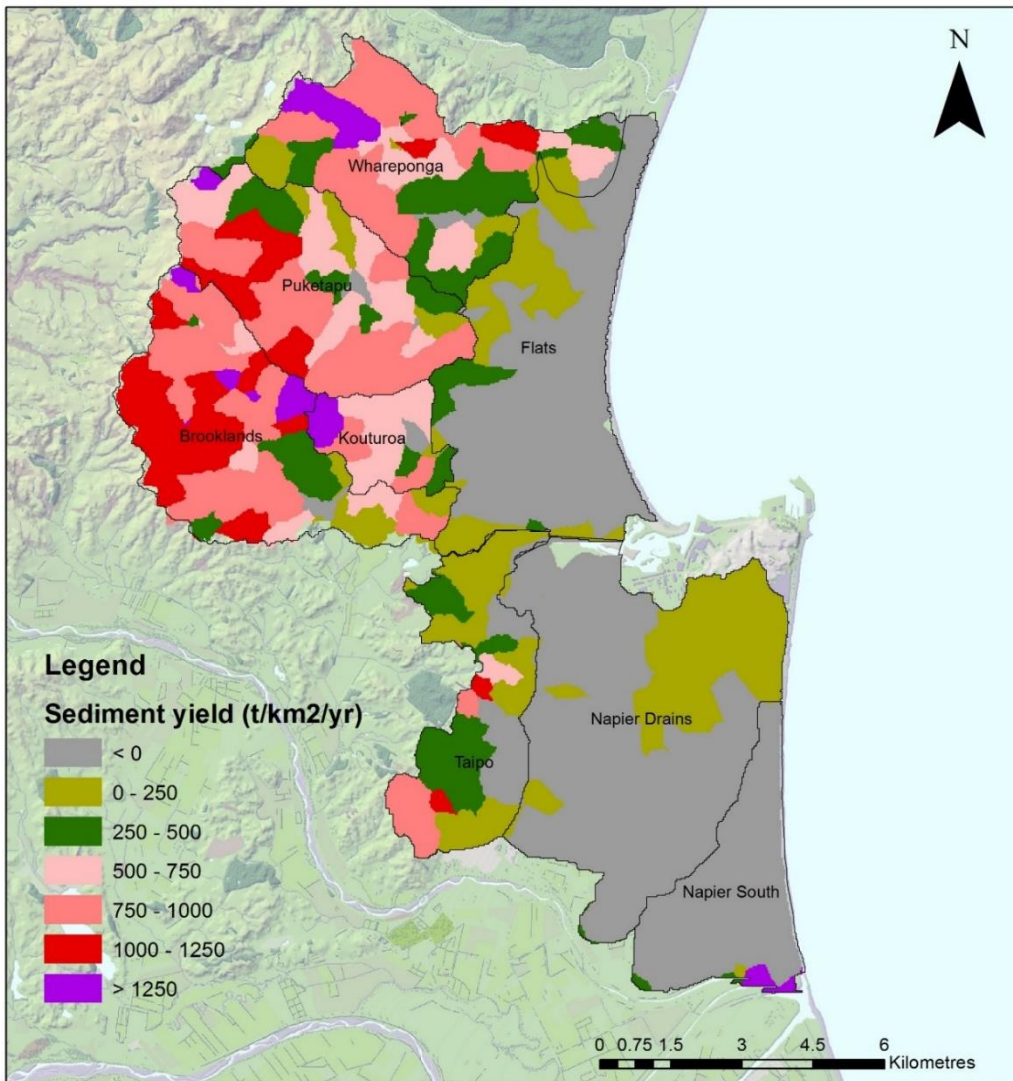 N
Whareponga
Puketapu
Flats
Brooklands
Kouturoa
Legend
Sediment yield (t/km2/yr)
< 0
0 - 250
250 - 500
500 - 750
750 - 1000
1000 - 1250
> 1250
Napier Drains
Taipo
Napier South
0 0.75 1.5 3 4.5 6
Kilometres